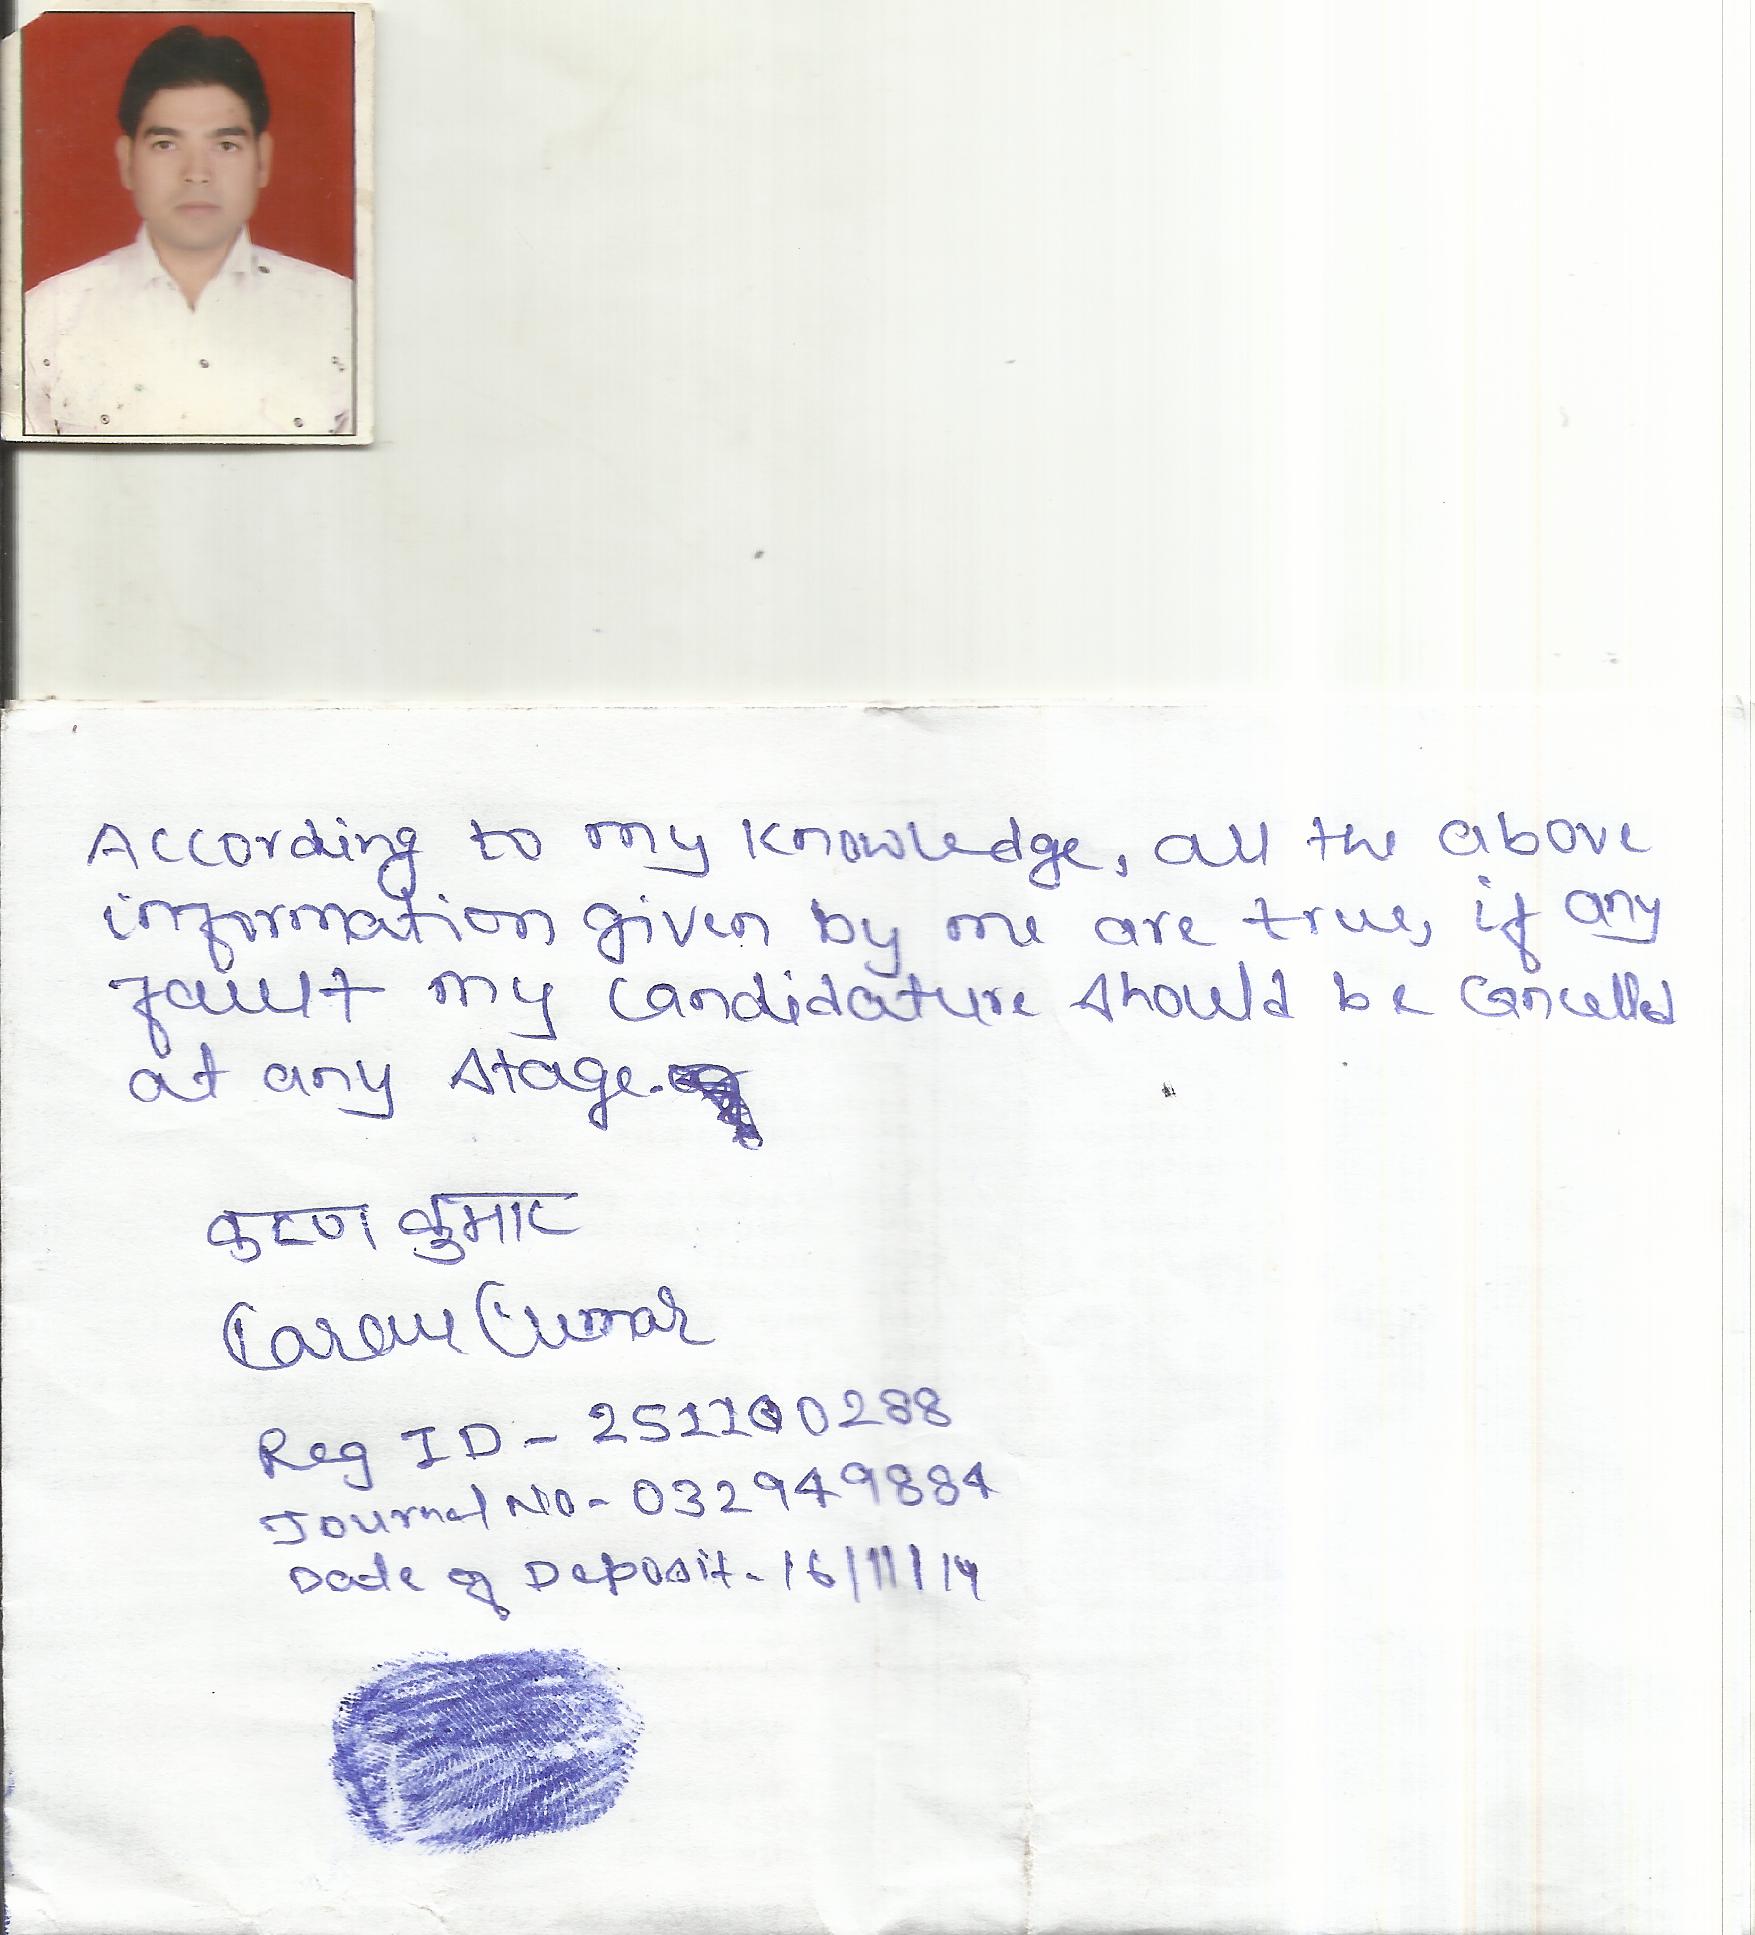 According to my knowledge, all the above
information given by me are true, if any
fault my candidature should be cancelled
at any stage.
करण कुमार
Caran Cumar
Reg ID - 251100288
Journal No - 032949884
Date of Deposit - 16/11/14